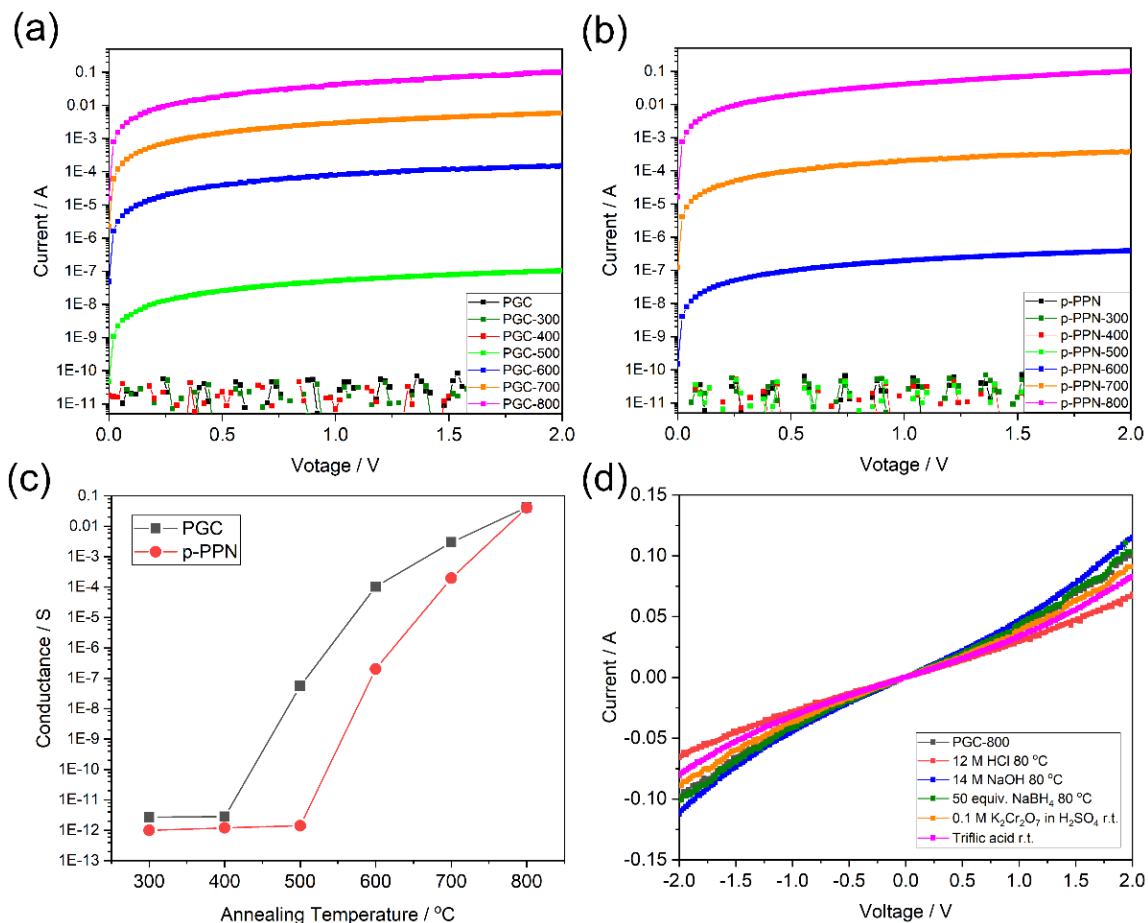 (a)
Current / A
0.1
0.01
1E-3
1E-4
1E-5
1E-6
1E-7
1E-8
1E-9
1E-10
1E-11
PGC
PGC-300
PGC-400
PGC-500
PGC-600
PGC-700
PGC-800
0.0 0.5 1.0 1.5 2.0
Votage / V
(b)
Current / A
0.1
0.01
1E-3
1E-4
1E-5
1E-6
1E-7
1E-8
1E-9
1E-10
1E-11
p-PPN
p-PPN-300
p-PPN-400
p-PPN-500
p-PPN-600
p-PPN-700
p-PPN-800
0.0 0.5 1.0 1.5 2.0
Votage / V
(c)
Conductance / S
0.1
0.01
1E-3
1E-4
1E-5
1E-6
1E-7
1E-8
1E-9
1E-10
1E-11
1E-12
1E-13
PGC
p-PPN
300 400 500 600 700 800
Annealing Temperature / °C
(d)
Current / A
0.15
0.10
0.05
0.00
-0.05
-0.10
-0.15
PGC-800
12 M HCl 80 °C
14 M NaOH 80 °C
50 equiv. NaBH₄ 80 °C
0.1 M K₂Cr₂O₇ in H₂SO₄ r.t.
Triflic acid r.t.
-2.0 -1.5 -1.0 -0.5 0.0 0.5 1.0 1.5 2.0
Voltage / V